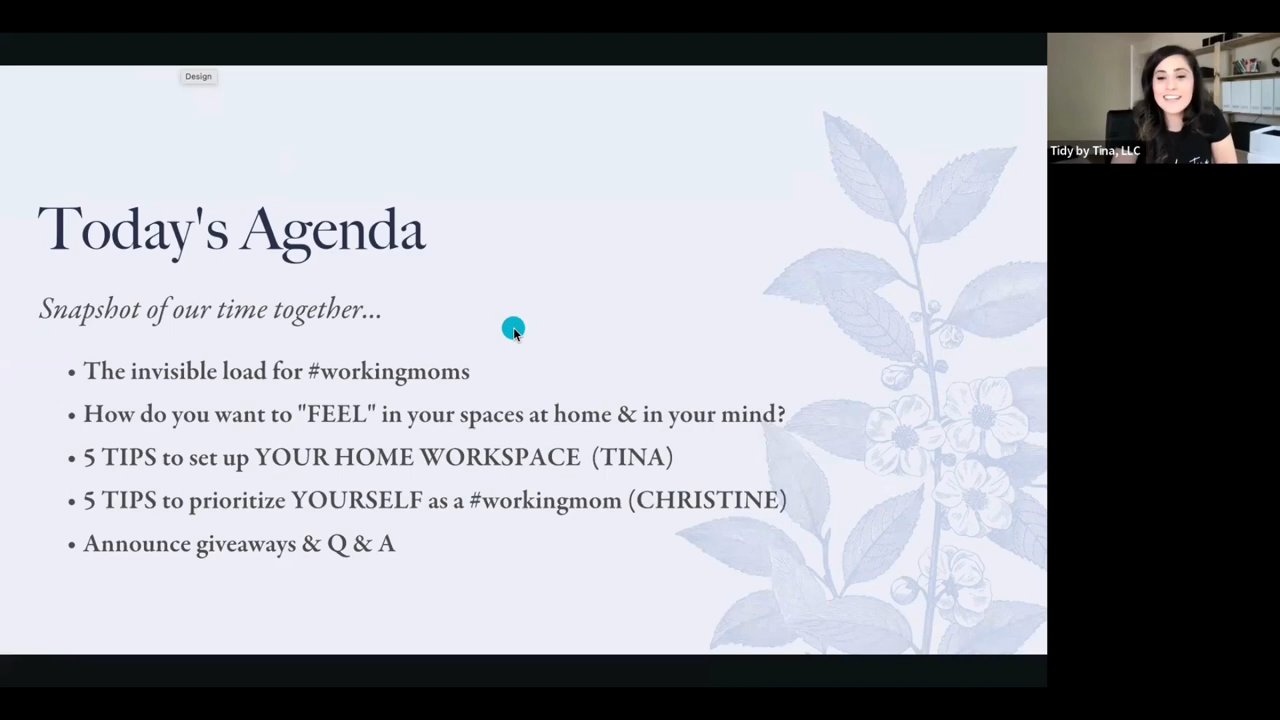 Design
Tidy by Tina, LLC
Today's Agenda
Snapshot of our time together...
• The invisible load for #workingmoms
• How do you want to "FEEL" in your spaces at home & in your mind?
• 5 TIPS to set up YOUR HOME WORKSPACE (TINA)
• 5 TIPS to prioritize YOURSELF as a #workingmom (CHRISTINE)
• Announce giveaways & Q & A